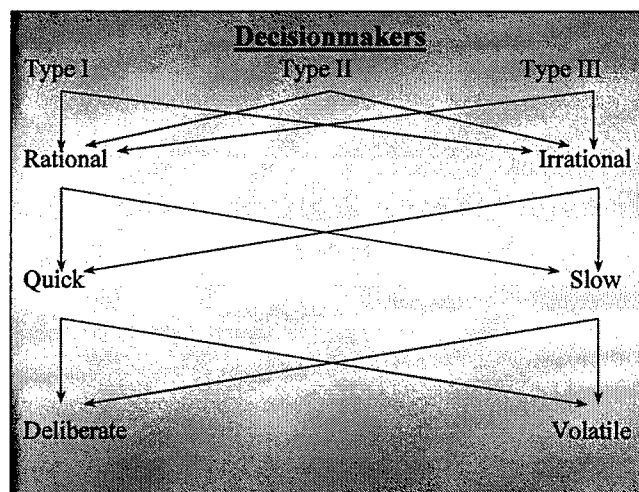 Decisionmakers
Type I Type II Type III
Rational Irrational
Quick Slow
Deliberate Volatile